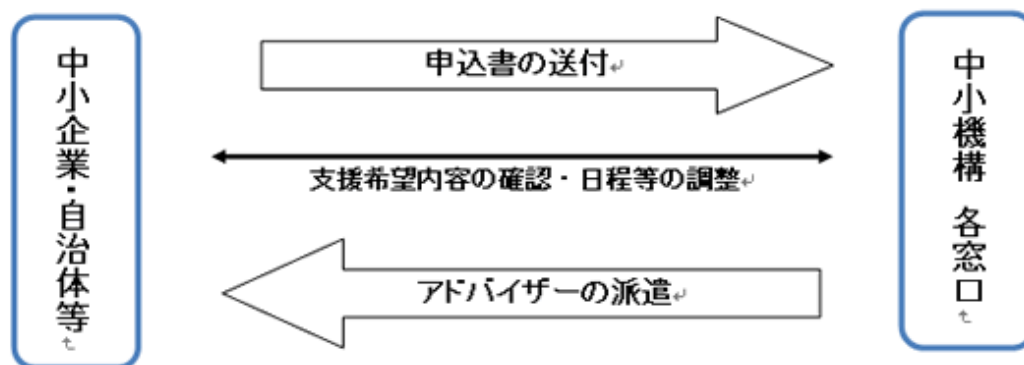 中小企業・自治体等
申込書の送付
支援希望内容の確認・日程等の調整
アドバイザーの派遣
中小機構 各窓口